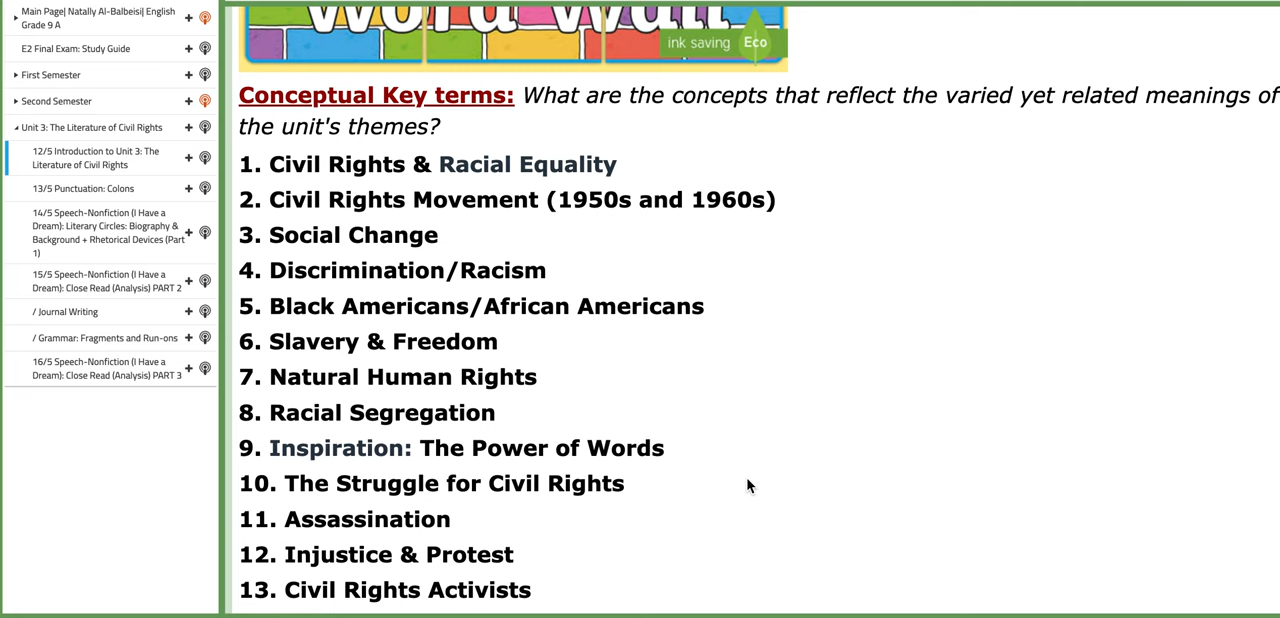 Main Page| Natally Al-Balbeisi| English
Grade 9 A
E2 Final Exam: Study Guide
First Semester
Second Semester
Unit 3: The Literature of Civil Rights
12/5 Introduction to Unit 3: The
Literature of Civil Rights
13/5 Punctuation: Colons
14/5 Speech-Nonfiction (I Have a
Dream): Literary Circles: Biography &
Background + Rhetorical Devices (Part
1)
15/5 Speech-Nonfiction (I Have a
Dream): Close Read (Analysis) PART 2
/ Journal Writing
/ Grammar: Fragments and Run-ons
16/5 Speech-Nonfiction (I Have a
Dream): Close Read (Analysis) PART 3
Word Wall
ink saving Eco
Conceptual Key terms: What are the concepts that reflect the varied yet related meanings of
the unit's themes?
1. Civil Rights & Racial Equality
2. Civil Rights Movement (1950s and 1960s)
3. Social Change
4. Discrimination/Racism
5. Black Americans/African Americans
6. Slavery & Freedom
7. Natural Human Rights
8. Racial Segregation
9. Inspiration: The Power of Words
10. The Struggle for Civil Rights
11. Assassination
12. Injustice & Protest
13. Civil Rights Activists